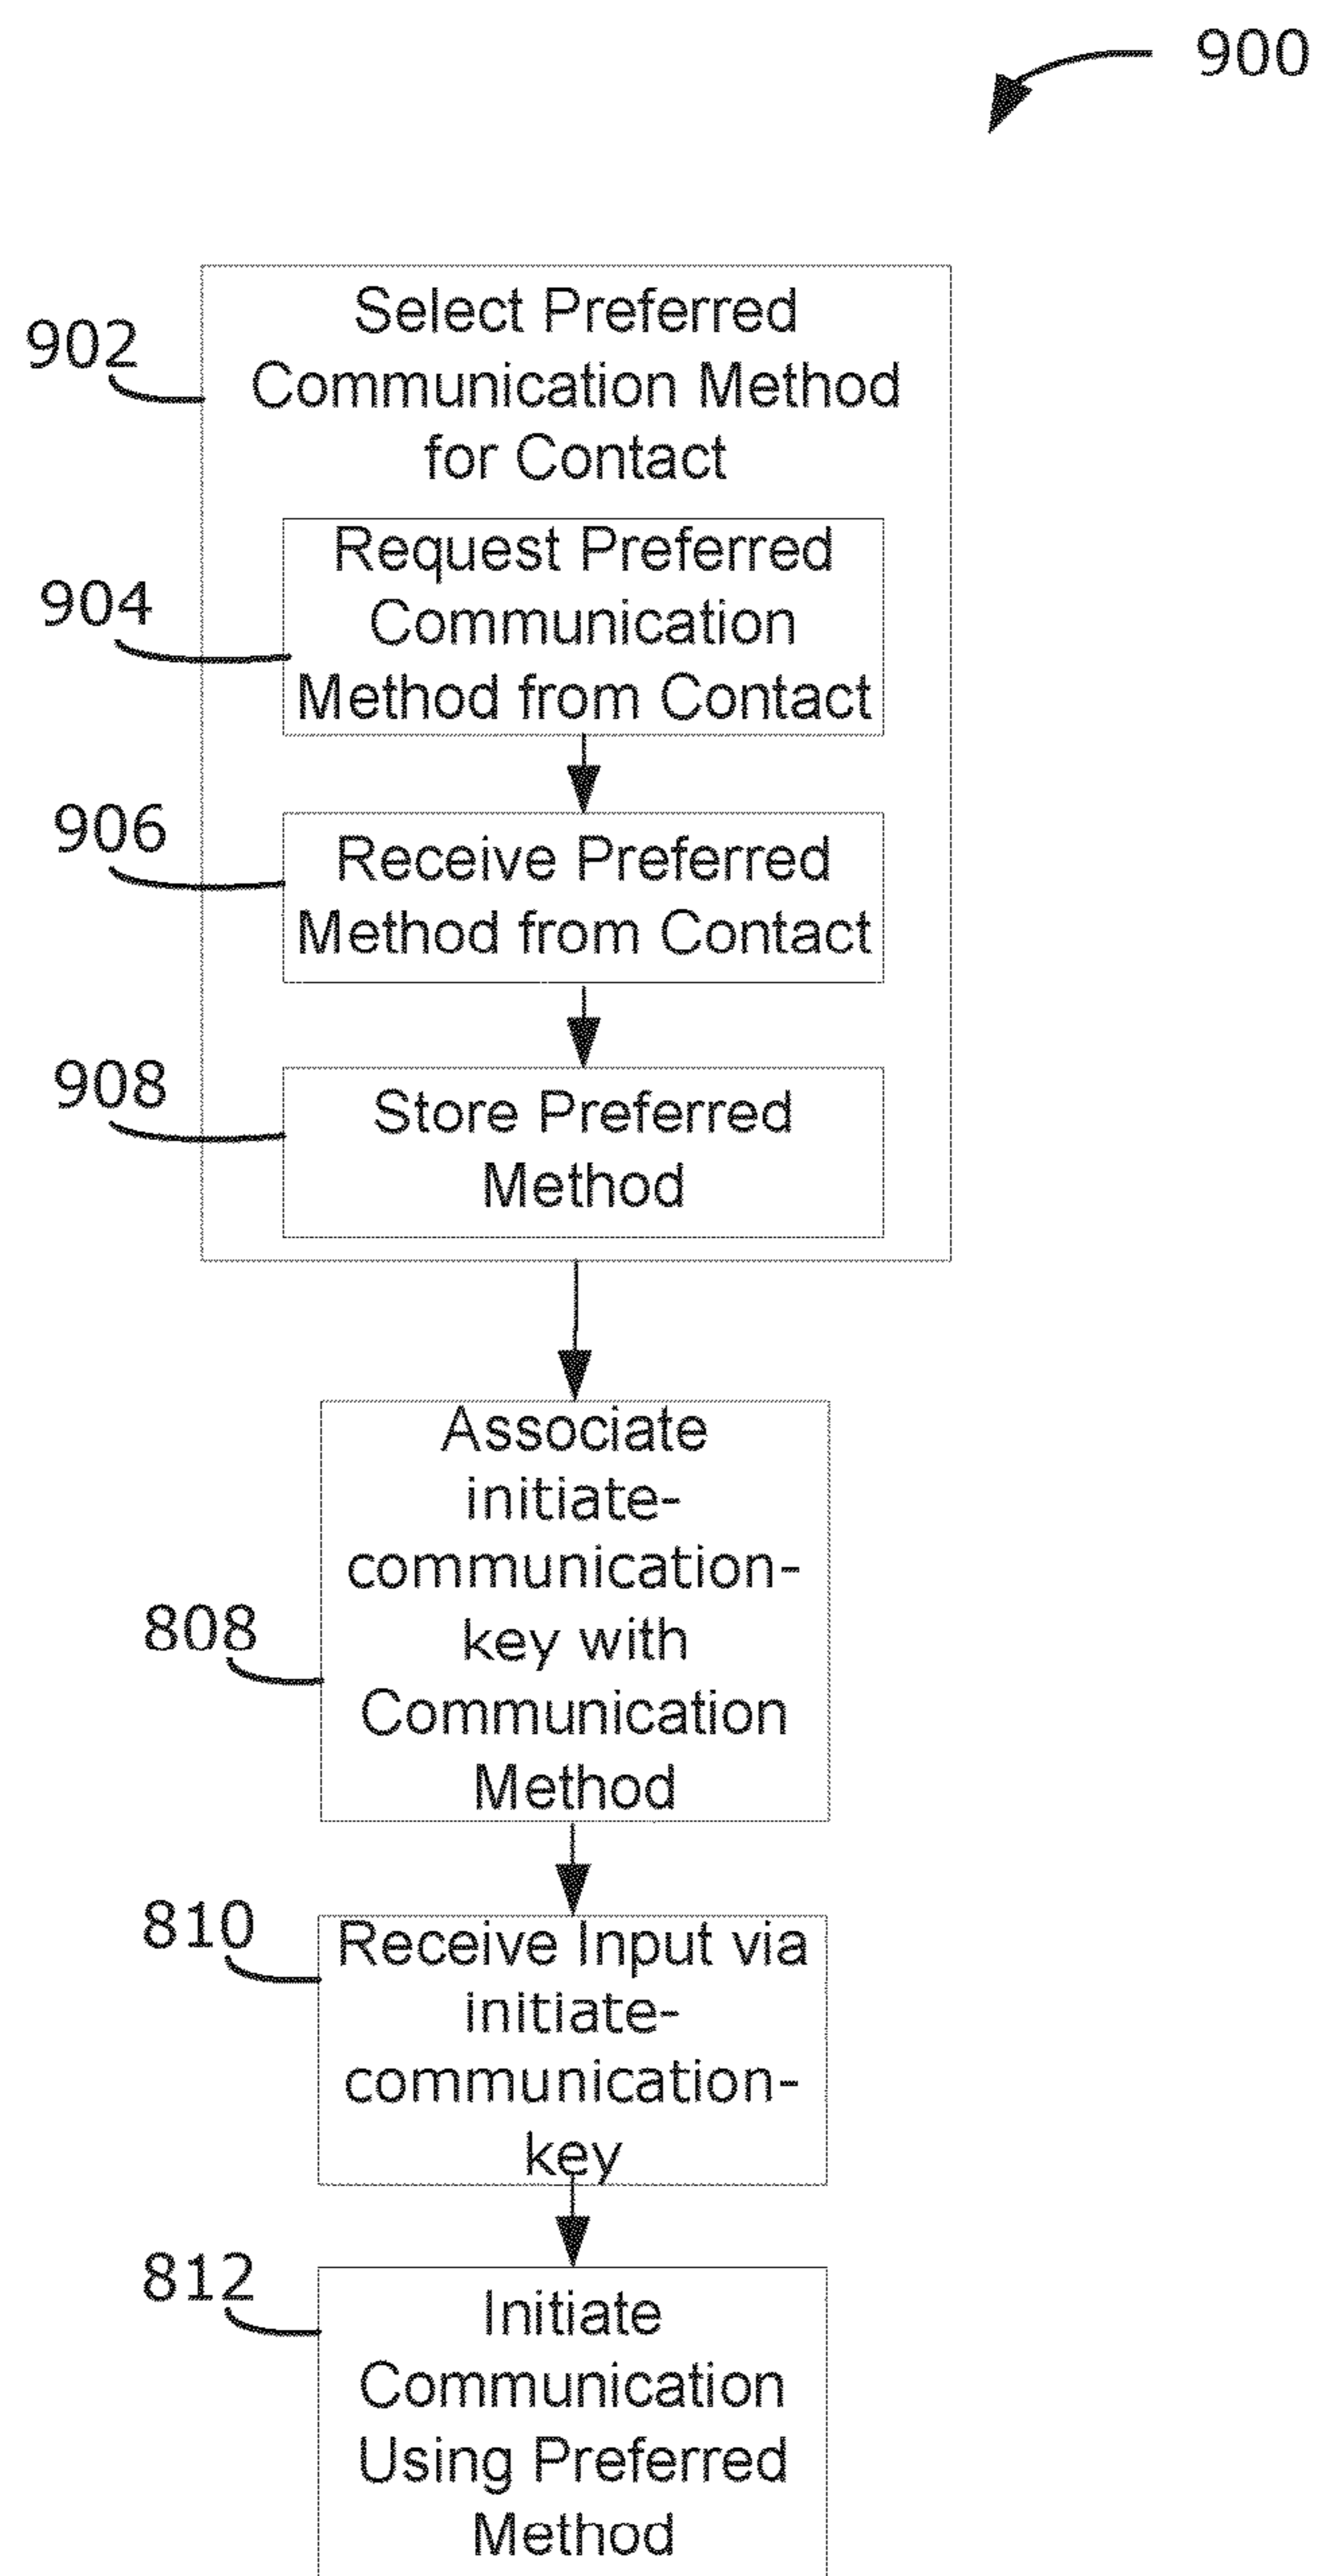 900
902
Select Preferred
Communication Method
for Contact
904
Request Preferred
Communication
Method from Contact
906
Receive Preferred
Method from Contact
908
Store Preferred
Method
808
Associate
initiate-
communication-
key with
Communication
Method
810
Receive Input via
initiate-
communication-
key
812
Initiate
Communication
Using Preferred
Method